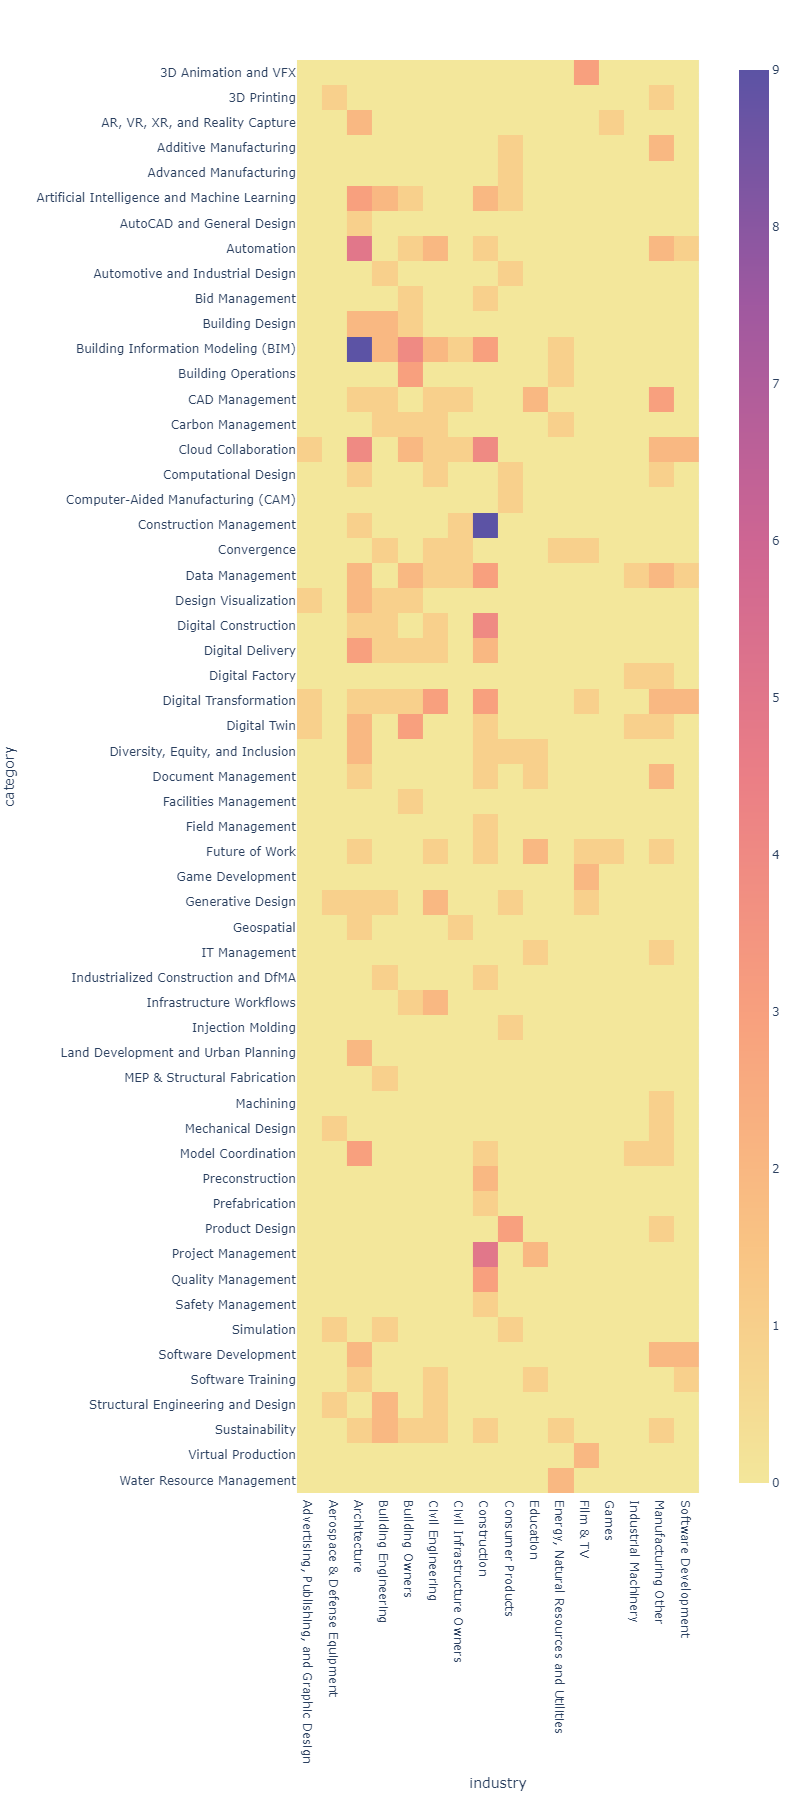 3D Animation and VFX
3D Printing
AR, VR, XR, and Reality Capture
Additive Manufacturing
Advanced Manufacturing
Artificial Intelligence and Machine Learning
AutoCAD and General Design
Automation
Automotive and Industrial Design
Bid Management
Building Design
Building Information Modeling (BIM)
Building Operations
CAD Management
Carbon Management
Cloud Collaboration
Computational Design
Computer-Aided Manufacturing (CAM)
Construction Management
Convergence
Data Management
Design Visualization
Digital Construction
Digital Delivery
Digital Factory
Digital Transformation
Digital Twin
Diversity, Equity, and Inclusion
Document Management
Facilities Management
Field Management
Future of Work
Game Development
Generative Design
Geospatial
IT Management
Industrialized Construction and DfMA
Infrastructure Workflows
Injection Molding
Land Development and Urban Planning
MEP & Structural Fabrication
Machining
Mechanical Design
Model Coordination
Preconstruction
Prefabrication
Product Design
Project Management
Quality Management
Safety Management
Simulation
Software Development
Software Training
Structural Engineering and Design
Sustainability
Virtual Production
Water Resource Management
category
Advertising, Publishing, and Graphic Design
Aerospace & Defense Equipment
Architecture
Building Engineering
Building Owners
Civil Engineering
Civil Infrastructure Owners
Construction
Consumer Products
Education
Energy, Natural Resources and Utilities
Film & TV
Games
Industrial Machinery
Manufacturing Other
Software Development
industry
9
8
7
6
5
4
3
2
1
0